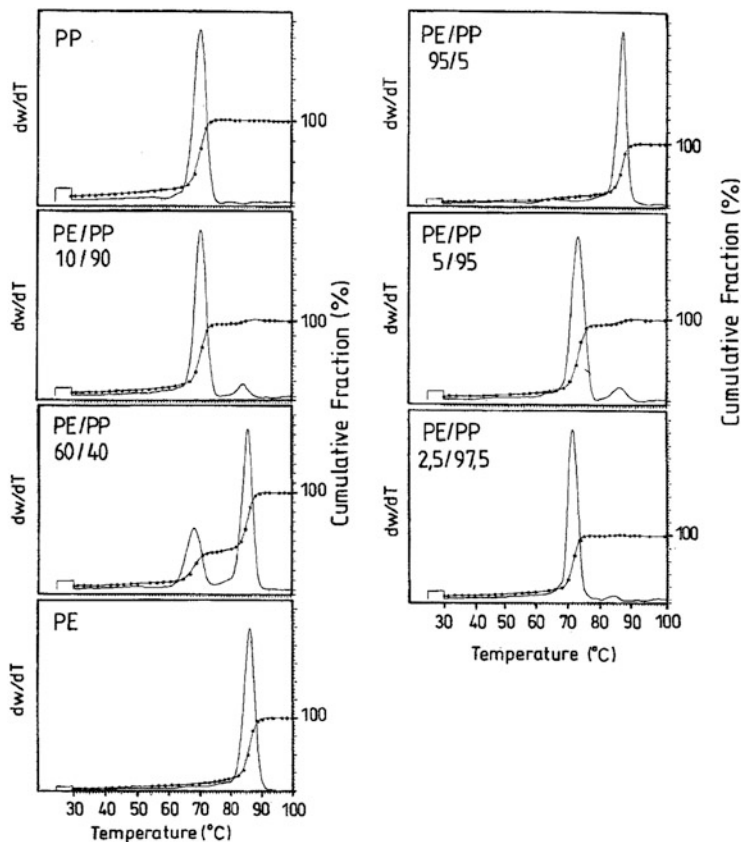 PP
dw/dT
100
PE/PP
10/90
dw/dT
100
PE/PP
60/40
dw/dT
100
PE
dw/dT
100
30 40 50 60 70 80 90 100
Temperature (°C)
Cumulative Fraction (%)
PE/PP
95/5
dw/dT
100
PE/PP
5/95
dw/dT
100
PE/PP
2,5/97,5
dw/dT
100
30 40 50 60 70 80 90 100
Temperature (°C)
Cumulative Fraction (%)